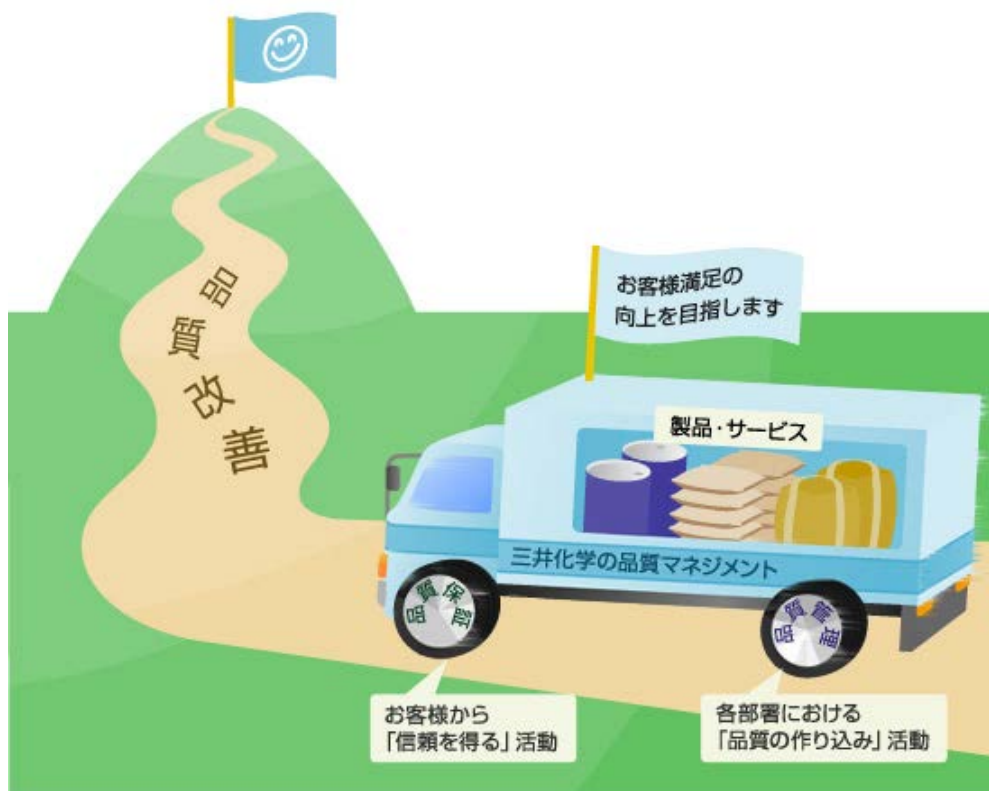 品質改善
お客様満足の
向上を目指します
製品・サービス
三井化学の品質マネジメント
品質保証
品質管理
お客様から
「信頼を得る」活動
各部署における
「品質の作り込み」活動